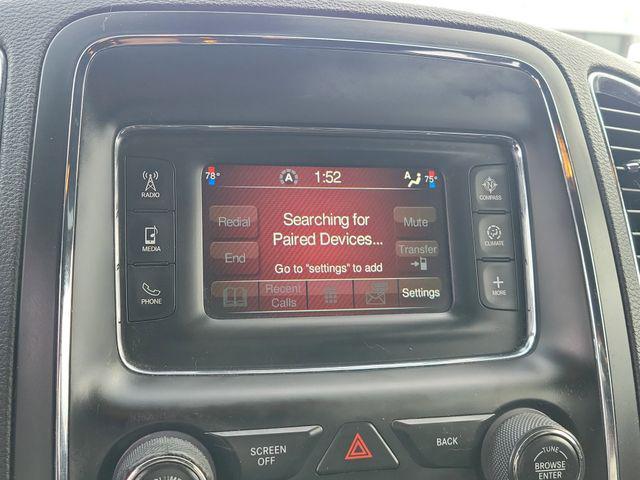 78°
A
1:52
A
75°
RADIO
MEDIA
PHONE
Redial
End
Searching for
Paired Devices...
Go to "settings" to add
Mute
Transfer
Recent
Calls
Settings
COMPASS
CLIMATE
+
MORE
SCREEN
OFF
BACK
TUNE
BROWSE
ENTER